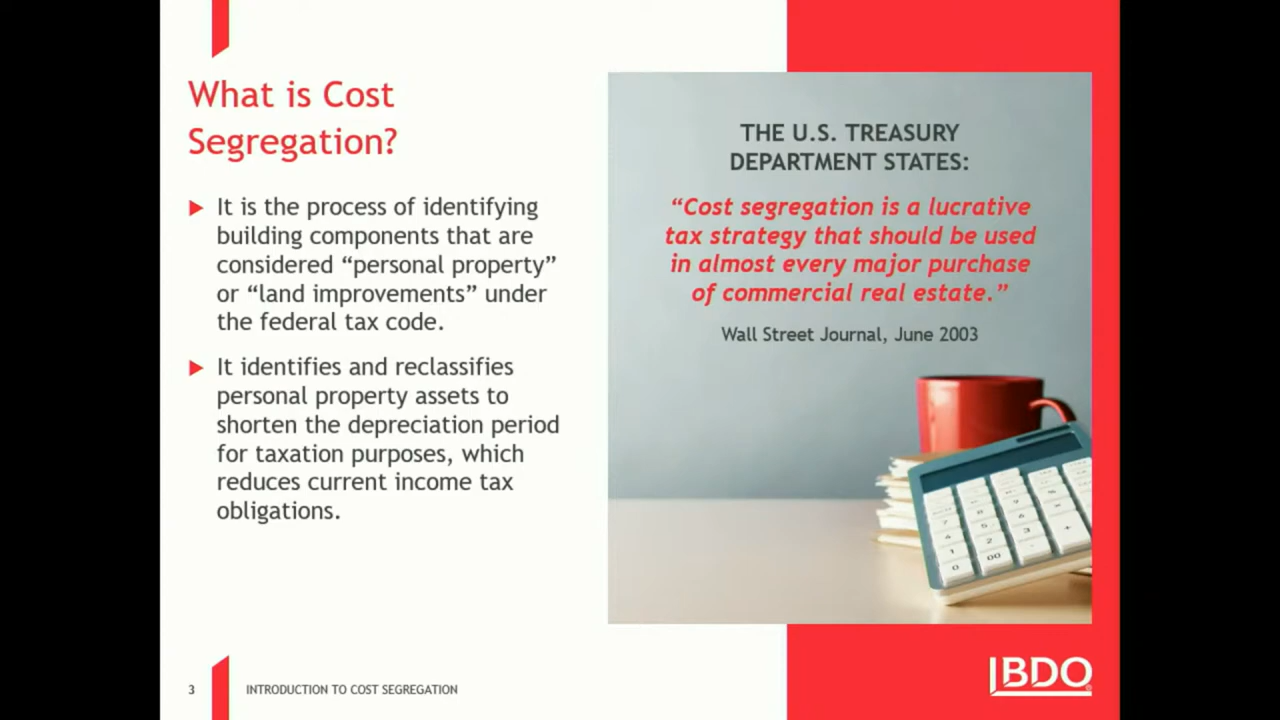 What is Cost
Segregation?
► It is the process of identifying
building components that are
considered “personal property”
or “land improvements” under
the federal tax code.
► It identifies and reclassifies
personal property assets to
shorten the depreciation period
for taxation purposes, which
reduces current income tax
obligations.
THE U.S. TREASURY
DEPARTMENT STATES:
“Cost segregation is a lucrative
tax strategy that should be used
in almost every major purchase
of commercial real estate.”
Wall Street Journal, June 2003
3 INTRODUCTION TO COST SEGREGATION
BDO